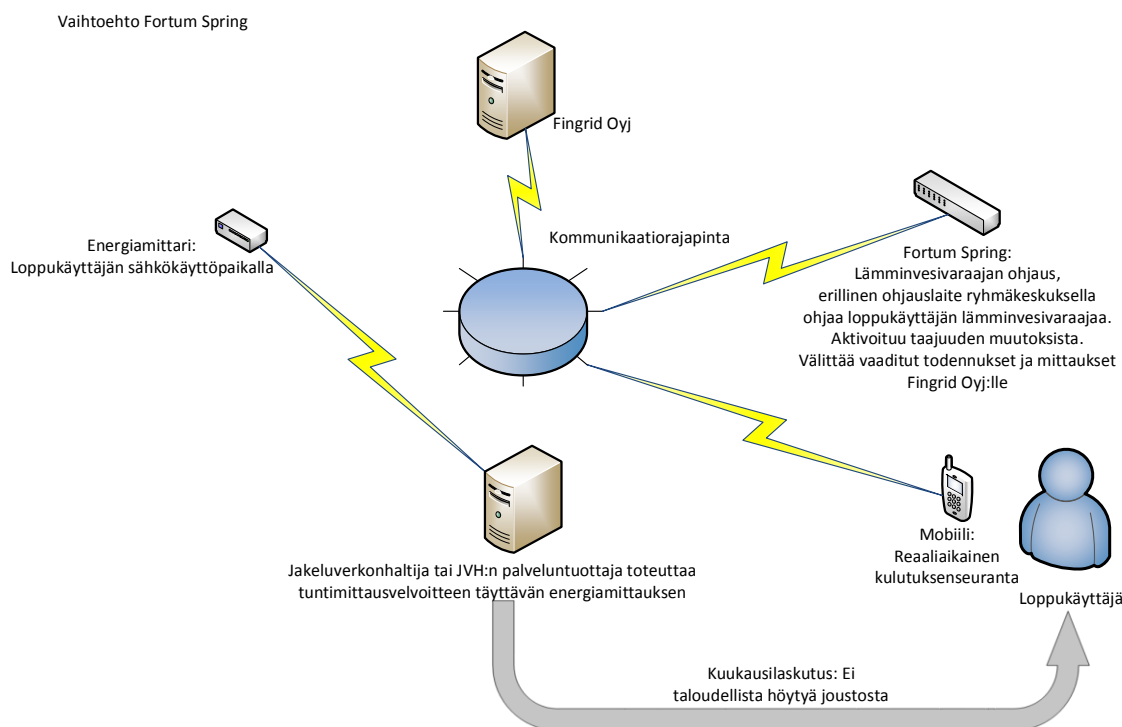 Vaihtoehto Fortum Spring
Fingrid Oyj
Kommunikaatiorajapinta
Energiamittari:
Loppukäyttäjän sähkökäyttöpaikalla
Fortum Spring:
Lämminvesivaraajan ohjaus,
erillinen ohjauslaite ryhmäkeskuksella
ohjaa loppukäyttäjän lämminvesivaraajaa.
Aktivoituu taajuuden muutoksista.
Välittää vaaditut todennukset ja mittaukset
Fingrid Oyj:lle
Jakeluverkonhaltija tai JVH:n palveluntuottaja toteuttaa
tuntimittausvelvoitteen täyttävän energiamittauksen
Mobiili:
Reaaliaikainen
kulutuksenseuranta
Loppukäyttäjä
Kuukausilaskutus: Ei
taloudellista höytyä joustosta